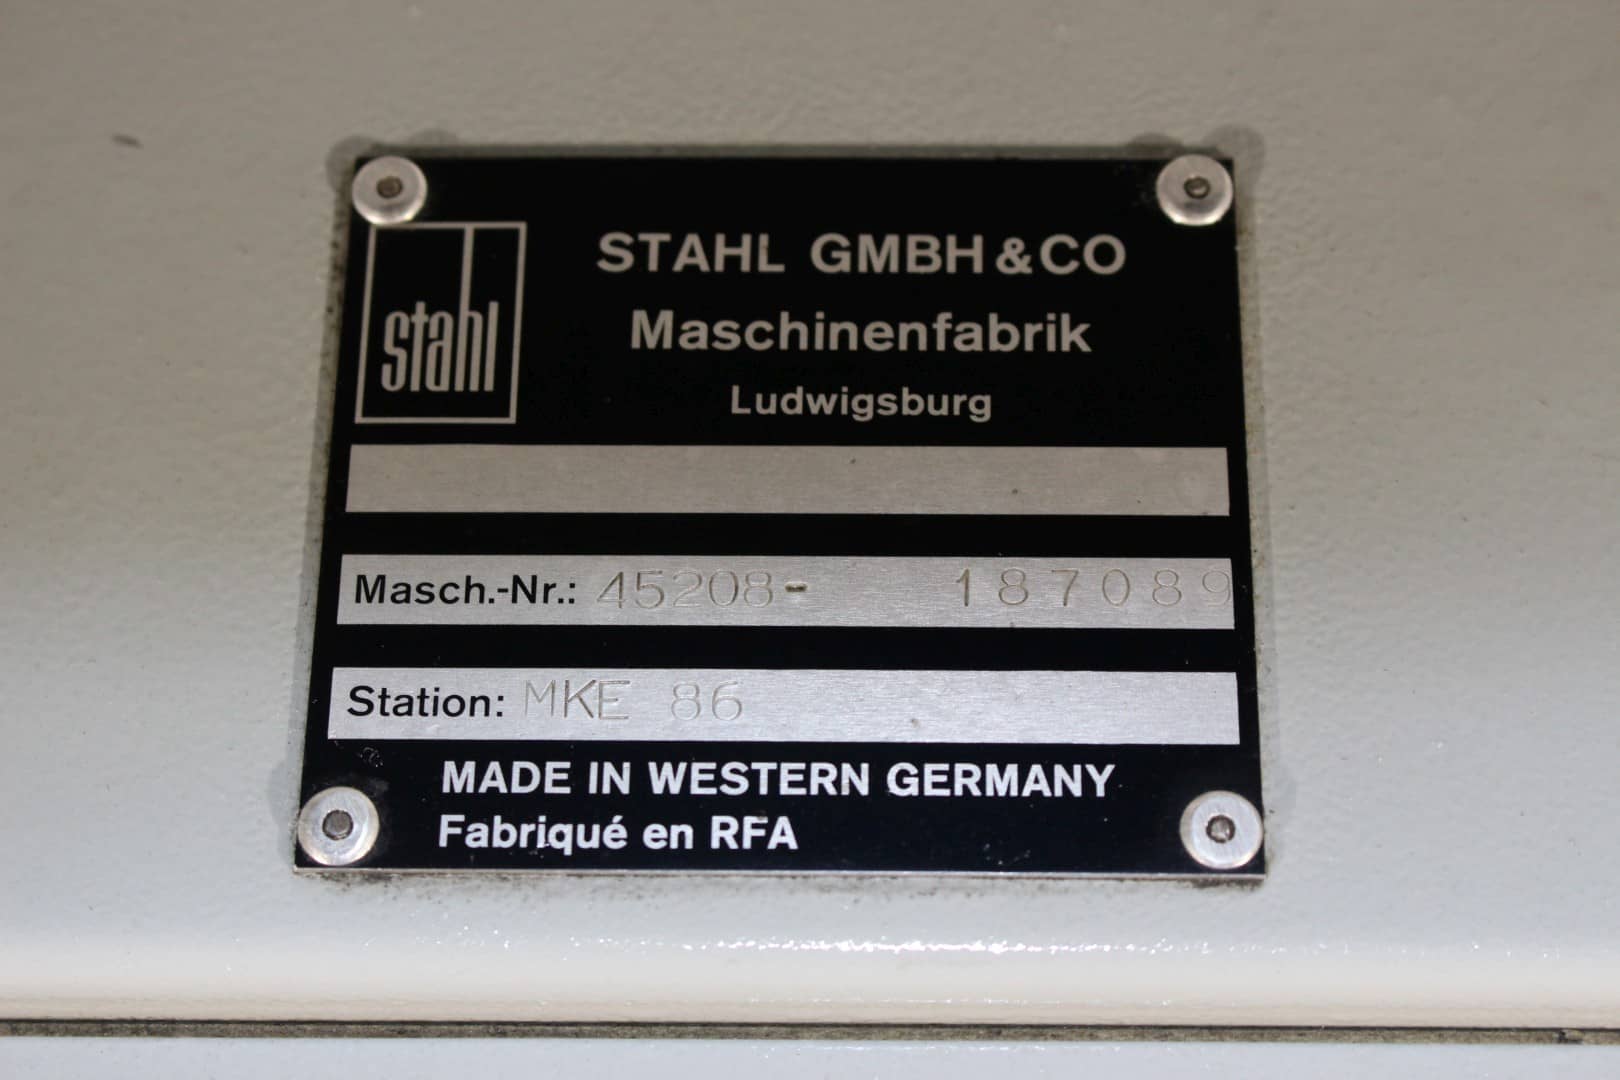 stahl
STAHL GMBH & CO
Maschinenfabrik
Ludwigsburg
Masch.-Nr.: 45208- 187089
Station: MKE 86
MADE IN WESTERN GERMANY
Fabriqué en RFA